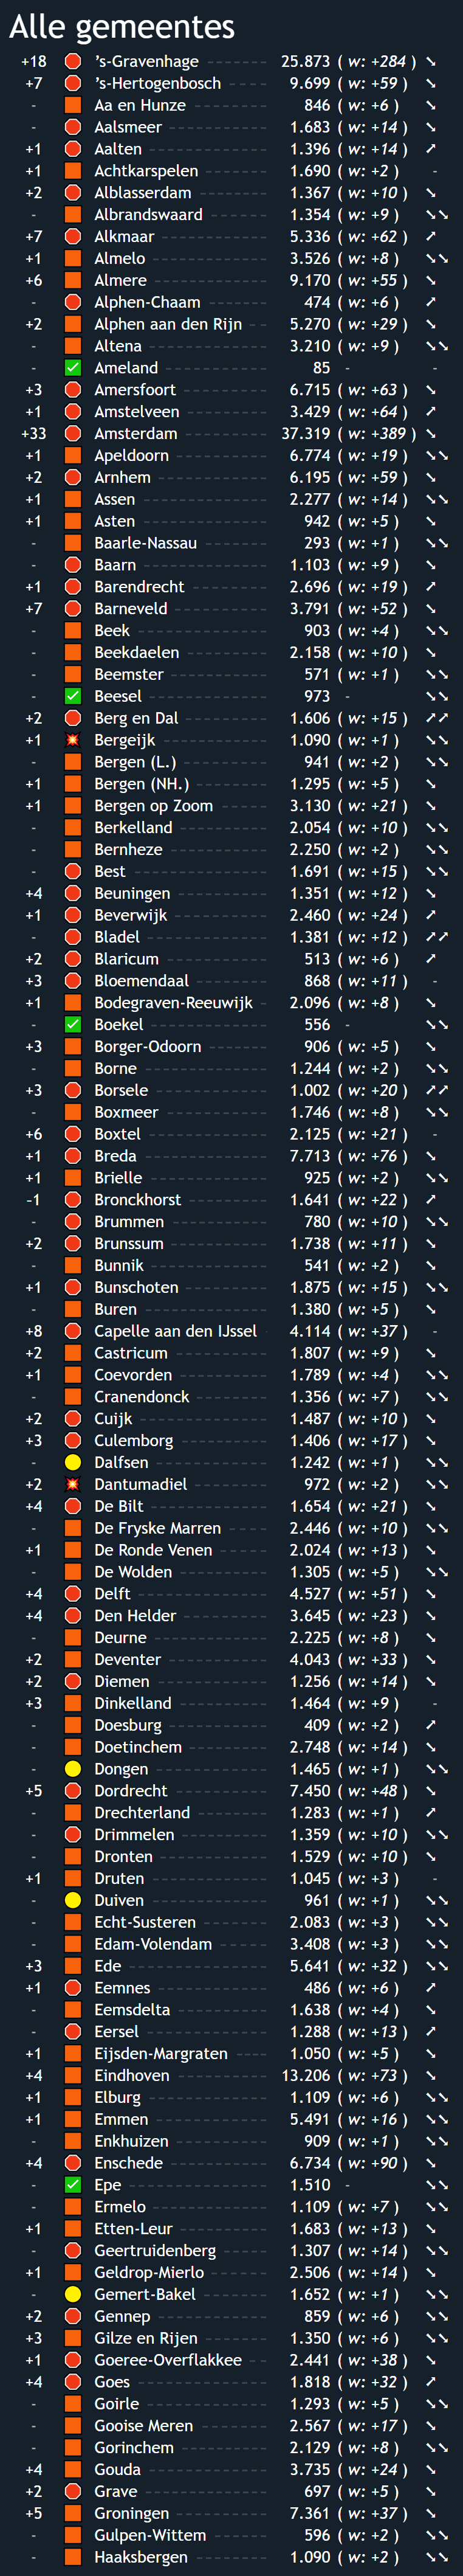 Alle gemeentes
+18 's-Gravenhage 25.873 ( w: +284 ) ↘
+7 's-Hertogenbosch 9.699 ( w: +59 ) ↘
- Aa en Hunze 846 ( w: +6 ) ↘
- Aalsmeer 1.683 ( w: +14 ) ↘
+1 Aalten 1.396 ( w: +14 ) ↗
+1 Achtkarspelen 1.690 ( w: +2 ) -
+2 Alblasserdam 1.367 ( w: +10 ) ↘
- Albrandswaard 1.354 ( w: +9 ) ↘↘
+7 Alkmaar 5.336 ( w: +62 ) ↗
+1 Almelo 3.526 ( w: +8 ) ↘↘
+6 Almere 9.170 ( w: +55 ) ↘
- Alphen-Chaam 474 ( w: +6 ) ↗
+2 Alphen aan den Rijn 5.270 ( w: +29 ) ↘
- Altena 3.210 ( w: +9 ) ↘↘
- Ameland 85 - -
+3 Amersfoort 6.715 ( w: +63 ) ↘
+1 Amstelveen 3.429 ( w: +64 ) ↗
+33 Amsterdam 37.319 ( w: +389 ) ↘
+1 Apeldoorn 6.774 ( w: +19 ) ↘↘
+2 Arnhem 6.195 ( w: +59 ) ↘
+1 Assen 2.277 ( w: +14 ) ↘↘
+1 Asten 942 ( w: +5 ) ↘
- Baarle-Nassau 293 ( w: +1 ) ↘↘
- Baarn 1.103 ( w: +9 ) ↘
+1 Barendrecht 2.696 ( w: +19 ) ↗
+7 Barneveld 3.791 ( w: +52 ) ↘
- Beek 903 ( w: +4 ) ↘↘
- Beekdaelen 2.158 ( w: +10 ) ↘
- Beemster 571 ( w: +1 ) ↘↘
- Beesel 973 - ↘↘
+2 Berg en Dal 1.606 ( w: +15 ) ↗↗
+1 Bergeijk 1.090 ( w: +1 ) ↘↘
- Bergen (L.) 941 ( w: +2 ) ↘↘
+1 Bergen (NH.) 1.295 ( w: +5 ) ↘
+1 Bergen op Zoom 3.130 ( w: +21 ) ↘
- Berkelland 2.054 ( w: +10 ) ↘↘
- Bernheze 2.250 ( w: +2 ) ↘↘
- Best 1.691 ( w: +15 ) ↘↘
+4 Beuningen 1.351 ( w: +12 ) ↘
+1 Beverwijk 2.460 ( w: +24 ) ↗
- Bladel 1.381 ( w: +12 ) ↗↗
+2 Blaricum 513 ( w: +6 ) ↗
+3 Bloemendaal 868 ( w: +11 ) -
+1 Bodegraven-Reeuwijk 2.096 ( w: +8 ) ↘
- Boekel 556 - ↘↘
+3 Borger-Odoorn 906 ( w: +5 ) ↘
- Borne 1.244 ( w: +2 ) ↘↘
+3 Borsele 1.002 ( w: +20 ) ↗↗
- Boxmeer 1.746 ( w: +8 ) ↘↘
+6 Boxtel 2.125 ( w: +21 ) -
+1 Breda 7.713 ( w: +76 ) ↘
+1 Brielle 925 ( w: +2 ) ↘↘
-1 Bronckhorst 1.641 ( w: +22 ) ↗
- Brummen 780 ( w: +10 ) ↘↘
+2 Brunssum 1.738 ( w: +11 ) ↘
- Bunnik 541 ( w: +2 ) ↘
+1 Bunschoten 1.875 ( w: +15 ) ↘↘
- Buren 1.380 ( w: +5 ) ↘
+8 Capelle aan den IJssel 4.114 ( w: +37 ) -
+2 Castricum 1.807 ( w: +9 ) ↘
+1 Coevorden 1.789 ( w: +4 ) ↘↘
- Cranendonck 1.356 ( w: +7 ) ↘↘
+2 Cuijk 1.487 ( w: +10 ) ↘
+3 Culemborg 1.406 ( w: +17 ) ↘
- Dalfsen 1.242 ( w: +1 ) ↘↘
+2 Dantumadiel 972 ( w: +2 ) ↘↘
+4 De Bilt 1.654 ( w: +21 ) ↘
- De Fryske Marren 2.446 ( w: +10 ) ↘↘
+1 De Ronde Venen 2.024 ( w: +13 ) ↘
- De Wolden 1.305 ( w: +5 ) ↘↘
+4 Delft 4.527 ( w: +51 ) ↘
+4 Den Helder 3.645 ( w: +23 ) ↘
- Deurne 2.225 ( w: +8 ) ↘
+2 Deventer 4.043 ( w: +33 ) ↘
+2 Diemen 1.256 ( w: +14 ) ↘
+3 Dinkelland 1.464 ( w: +9 ) -
- Doesburg 409 ( w: +2 ) ↗
- Doetinchem 2.748 ( w: +14 ) ↘
- Dongen 1.465 ( w: +1 ) ↘↘
+5 Dordrecht 7.450 ( w: +48 ) ↘
- Drechterland 1.283 ( w: +1 ) ↗
- Drimmelen 1.359 ( w: +10 ) ↘↘
- Dronten 1.529 ( w: +10 ) ↘
+1 Druten 1.045 ( w: +3 ) -
- Duiven 961 ( w: +1 ) ↘↘
- Echt-Susteren 2.083 ( w: +3 ) ↘↘
- Edam-Volendam 3.408 ( w: +3 ) ↘↘
+3 Ede 5.641 ( w: +32 ) ↘↘
+1 Eemnes 486 ( w: +6 ) ↗
- Eemsdelta 1.638 ( w: +4 ) ↘
- Eersel 1.288 ( w: +13 ) ↗
+1 Eijsden-Margraten 1.050 ( w: +5 ) ↘
+4 Eindhoven 13.206 ( w: +73 ) ↘
+1 Elburg 1.109 ( w: +6 ) ↘↘
+1 Emmen 5.491 ( w: +16 ) ↘↘
- Enkhuizen 909 ( w: +1 ) ↘↘
+4 Enschede 6.734 ( w: +90 ) ↘
- Epe 1.510 - ↘↘
- Ermelo 1.109 ( w: +7 ) ↘↘
+1 Etten-Leur 1.683 ( w: +13 ) ↘
- Geertruidenberg 1.307 ( w: +14 ) ↘↘
+1 Geldrop-Mierlo 2.506 ( w: +14 ) ↘
- Gemert-Bakel 1.652 ( w: +1 ) ↘↘
+2 Gennep 859 ( w: +6 ) ↘↘
+3 Gilze en Rijen 1.350 ( w: +6 ) ↘↘
+1 Goeree-Overflakkee 2.441 ( w: +38 ) ↘
+4 Goes 1.818 ( w: +32 ) ↗
- Goirle 1.293 ( w: +5 ) ↘↘
- Gooise Meren 2.567 ( w: +17 ) ↘
- Gorinchem 2.129 ( w: +8 ) ↘↘
+4 Gouda 3.735 ( w: +24 ) ↘
+2 Grave 697 ( w: +5 ) ↘
+5 Groningen 7.361 ( w: +37 ) ↘
- Gulpen-Wittem 596 ( w: +2 ) ↘↘
- Haaksbergen 1.090 ( w: +2 ) ↘↘